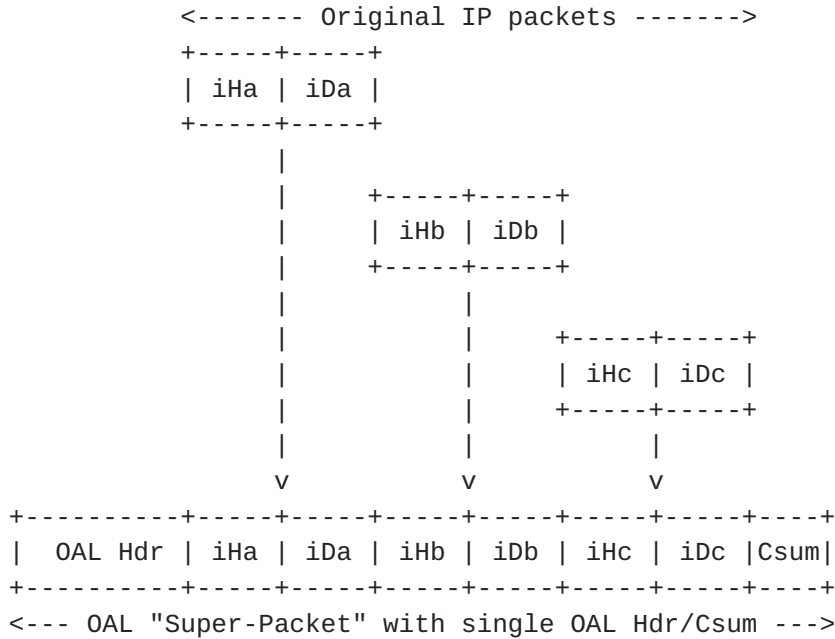 <------- Original IP packets ------->
+-----+-----+
| iHa | iDa |
+-----+-----+
|
| +-----+-----+
| | iHb | iDb |
| +-----+-----+
| |
| | +-----+-----+
| | | iHc | iDc |
| | +-----+-----+
| | |
v v v
+----------+-----+-----+-----+-----+-----+-----+----+
| OAL Hdr | iHa | iDa | iHb | iDb | iHc | iDc |Csum|
+----------+-----+-----+-----+-----+-----+-----+----+
<--- OAL "Super-Packet" with single OAL Hdr/Csum --->